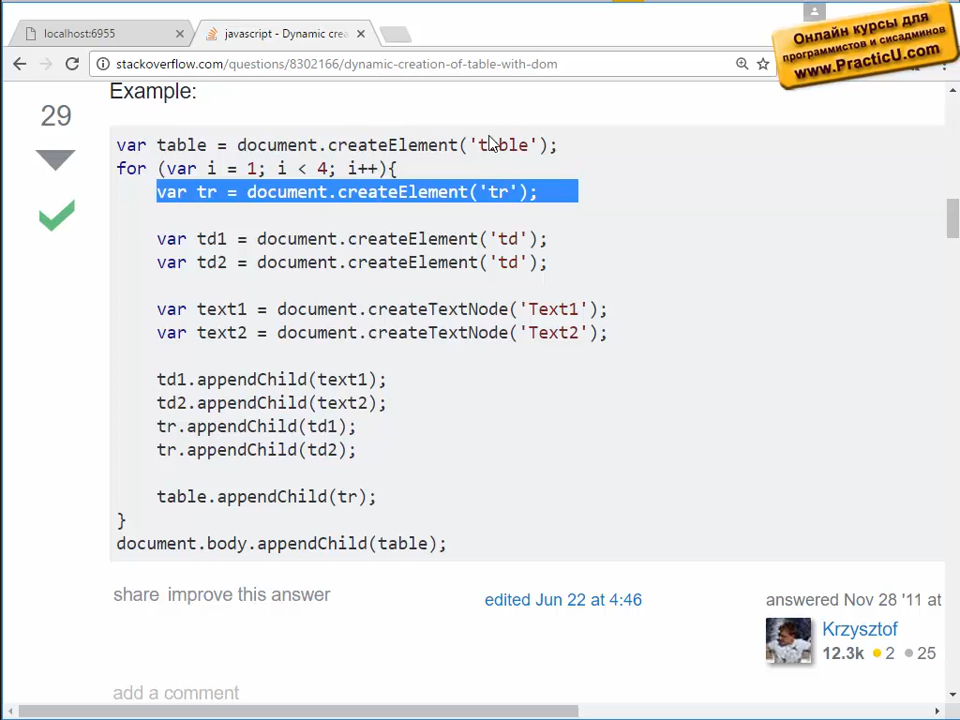 localhost:6955
javascript - Dynamic crea
stackoverflow.com/questions/8302166/dynamic-creation-of-table-with-dom
Онлайн курсы для
программистов и сисадминов
www.PracticU.com
Example:
29
var table = document.createElement('table');
for (var i = 1; i < 4; i++){
var tr = document.createElement('tr');
var td1 = document.createElement('td');
var td2 = document.createElement('td');
var text1 = document.createTextNode('Text1');
var text2 = document.createTextNode('Text2');
td1.appendChild(text1);
td2.appendChild(text2);
tr.appendChild(td1);
tr.appendChild(td2);
table.appendChild(tr);
}
document.body.appendChild(table);
share improve this answer
edited Jun 22 at 4:46
answered Nov 28 '11 at
Krzysztof
12.3k 2 25
add a comment